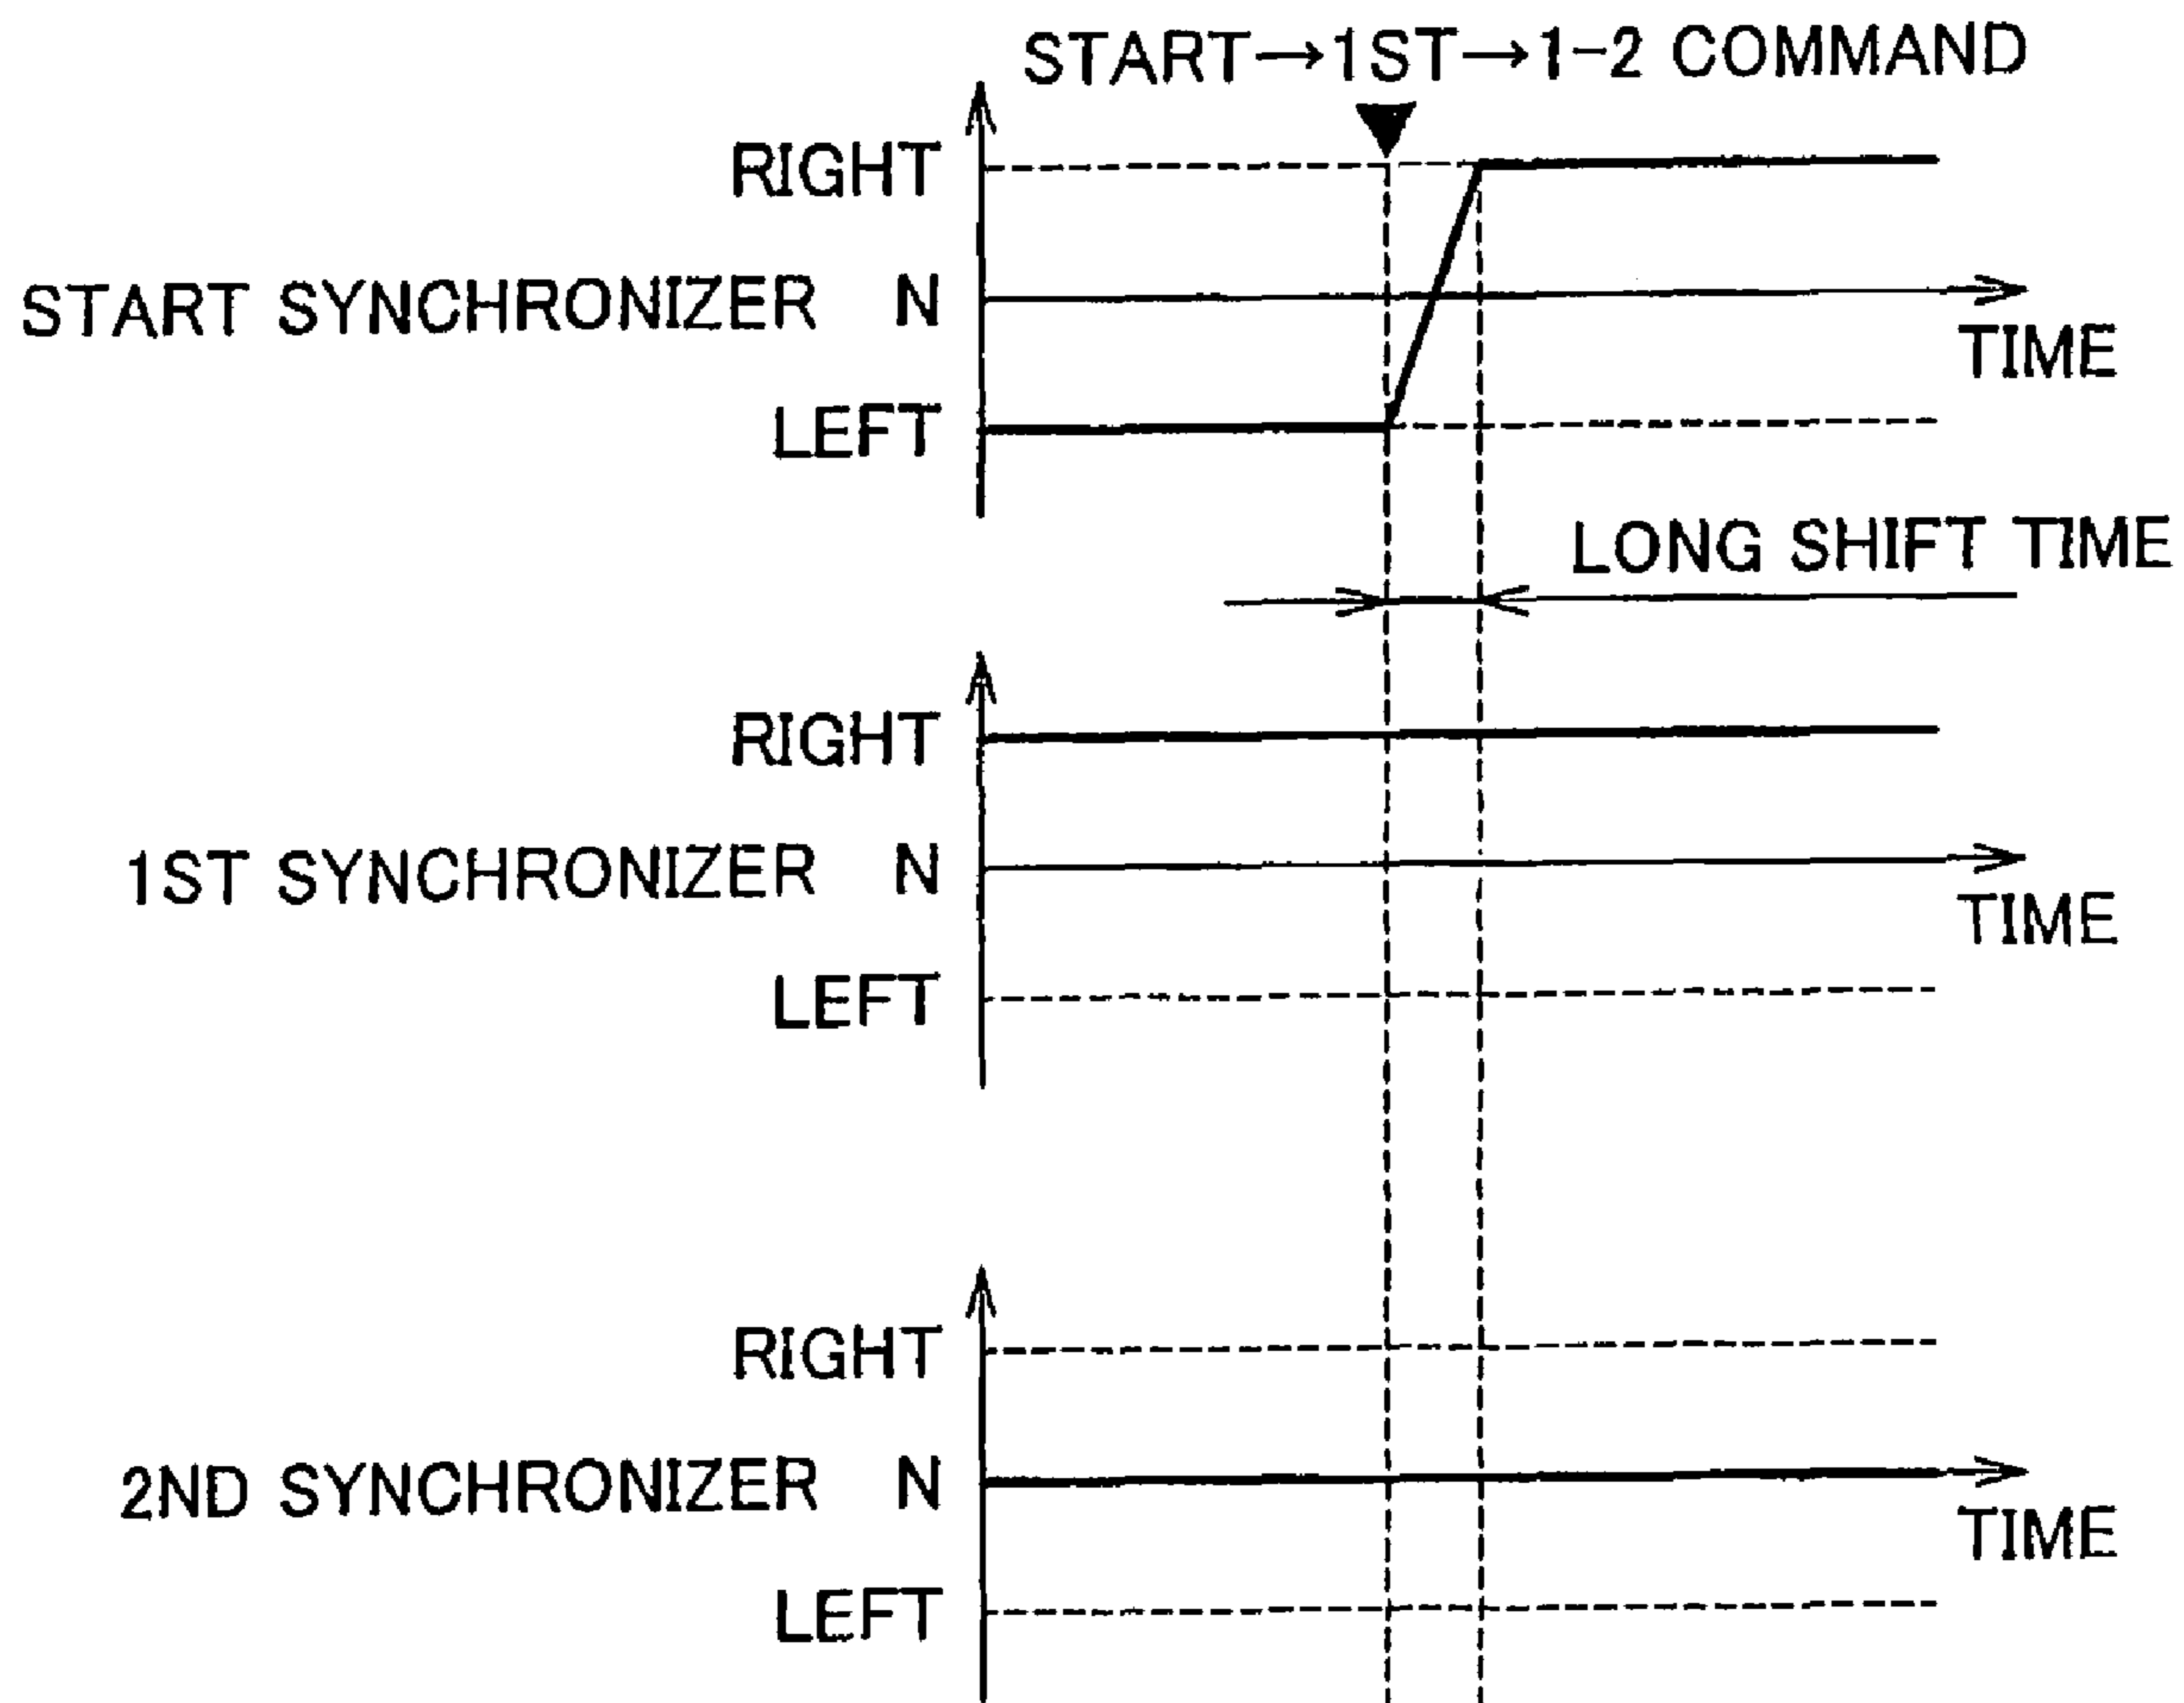 START→1ST→1-2 COMMAND
RIGHT
START SYNCHRONIZER N
TIME
LEFT
LONG SHIFT TIME
RIGHT
1ST SYNCHRONIZER N
TIME
LEFT
RIGHT
2ND SYNCHRONIZER N
TIME
LEFT